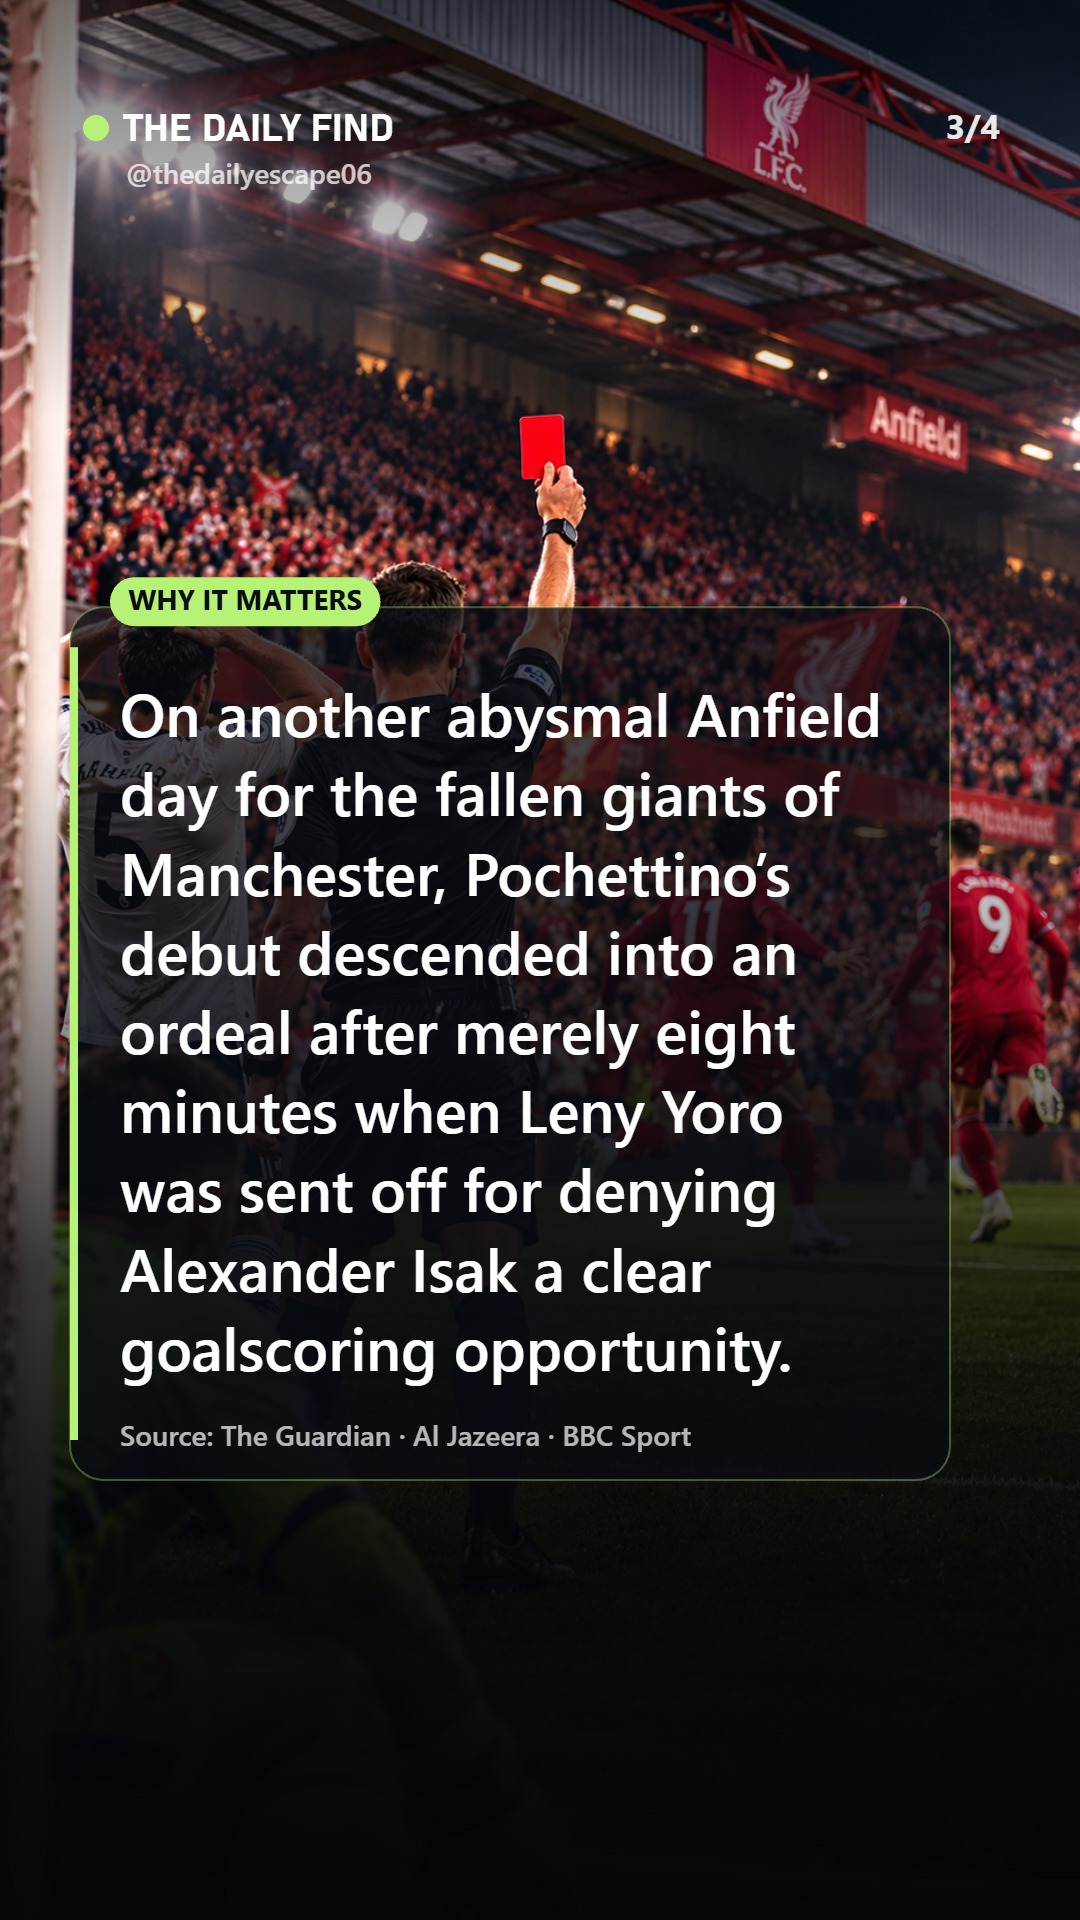 THE DAILY FIND
3/4
@thedailyescape06
L.F.C.
Anfield
WHY IT MATTERS
On another abysmal Anfield
day for the fallen giants of
Manchester, Pochettino’s
debut descended into an
ordeal after merely eight
minutes when Leny Yoro
was sent off for denying
Alexander Isak a clear
goalscoring opportunity.
5
11
9
Source: The Guardian · Al Jazeera · BBC Sport